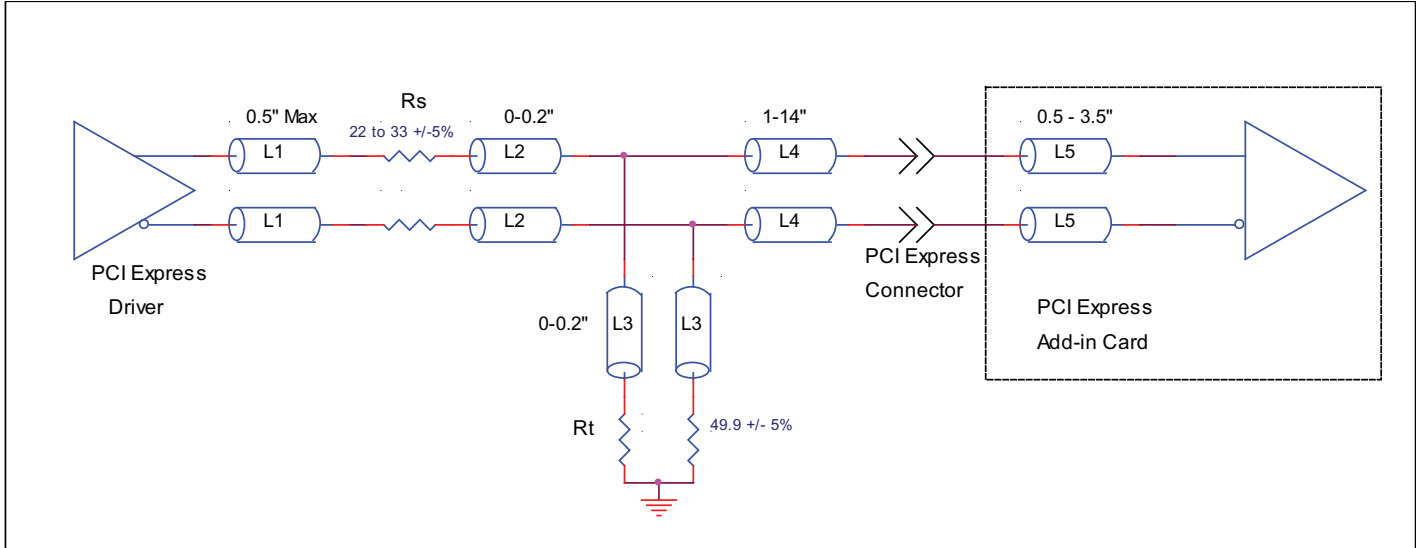 0.5" Max
Rs
22 to 33 +/-5%
0-0.2"
1-14"
0.5 - 3.5"
L1
L2
L4
L5
L1
L2
L4
L5
PCI Express
Driver
PCI Express
Connector
0-0.2"
L3
L3
PCI Express
Add-in Card
Rt
49.9 +/- 5%